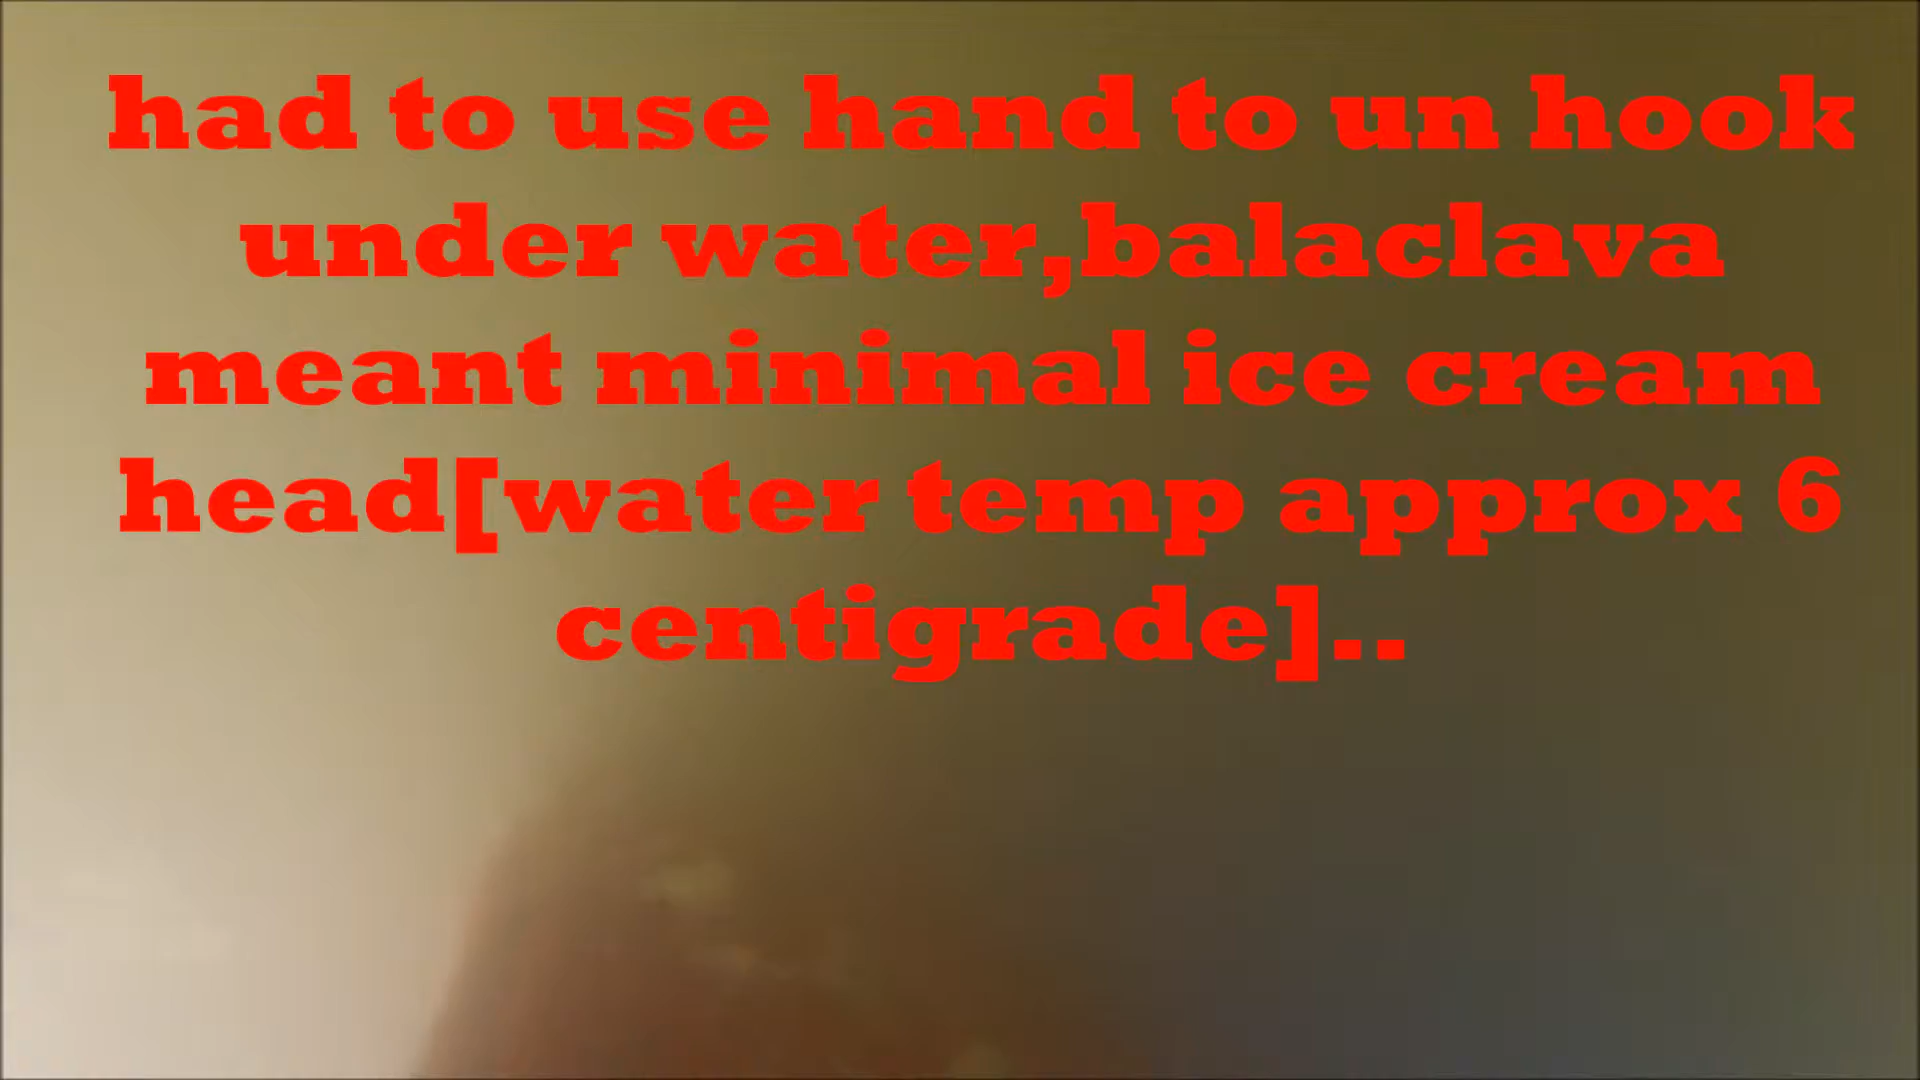 had to use hand to un hook
under water,balaclava
meant minimal ice cream
head[water temp approx 6
centigrade]..